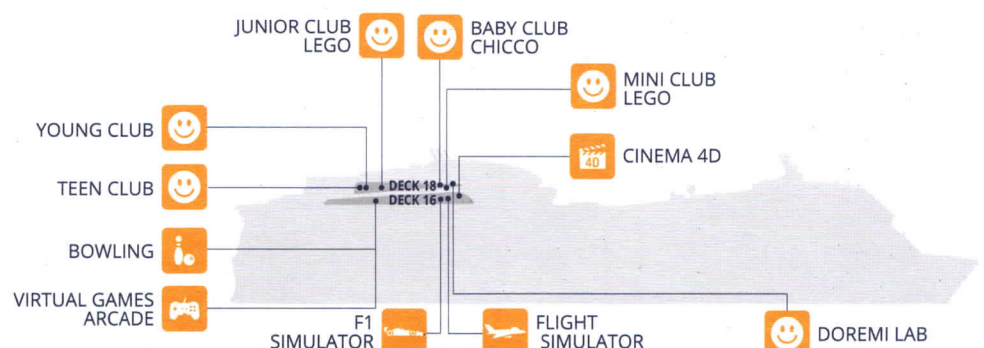 JUNIOR CLUB
LEGO
BABY CLUB
CHICCO
MINI CLUB
LEGO
YOUNG CLUB
4D
CINEMA 4D
TEEN CLUB
DECK 18
DECK 16
BOWLING
VIRTUAL GAMES
ARCADE
F1
SIMULATOR
FLIGHT
SIMULATOR
DOREMI LAB